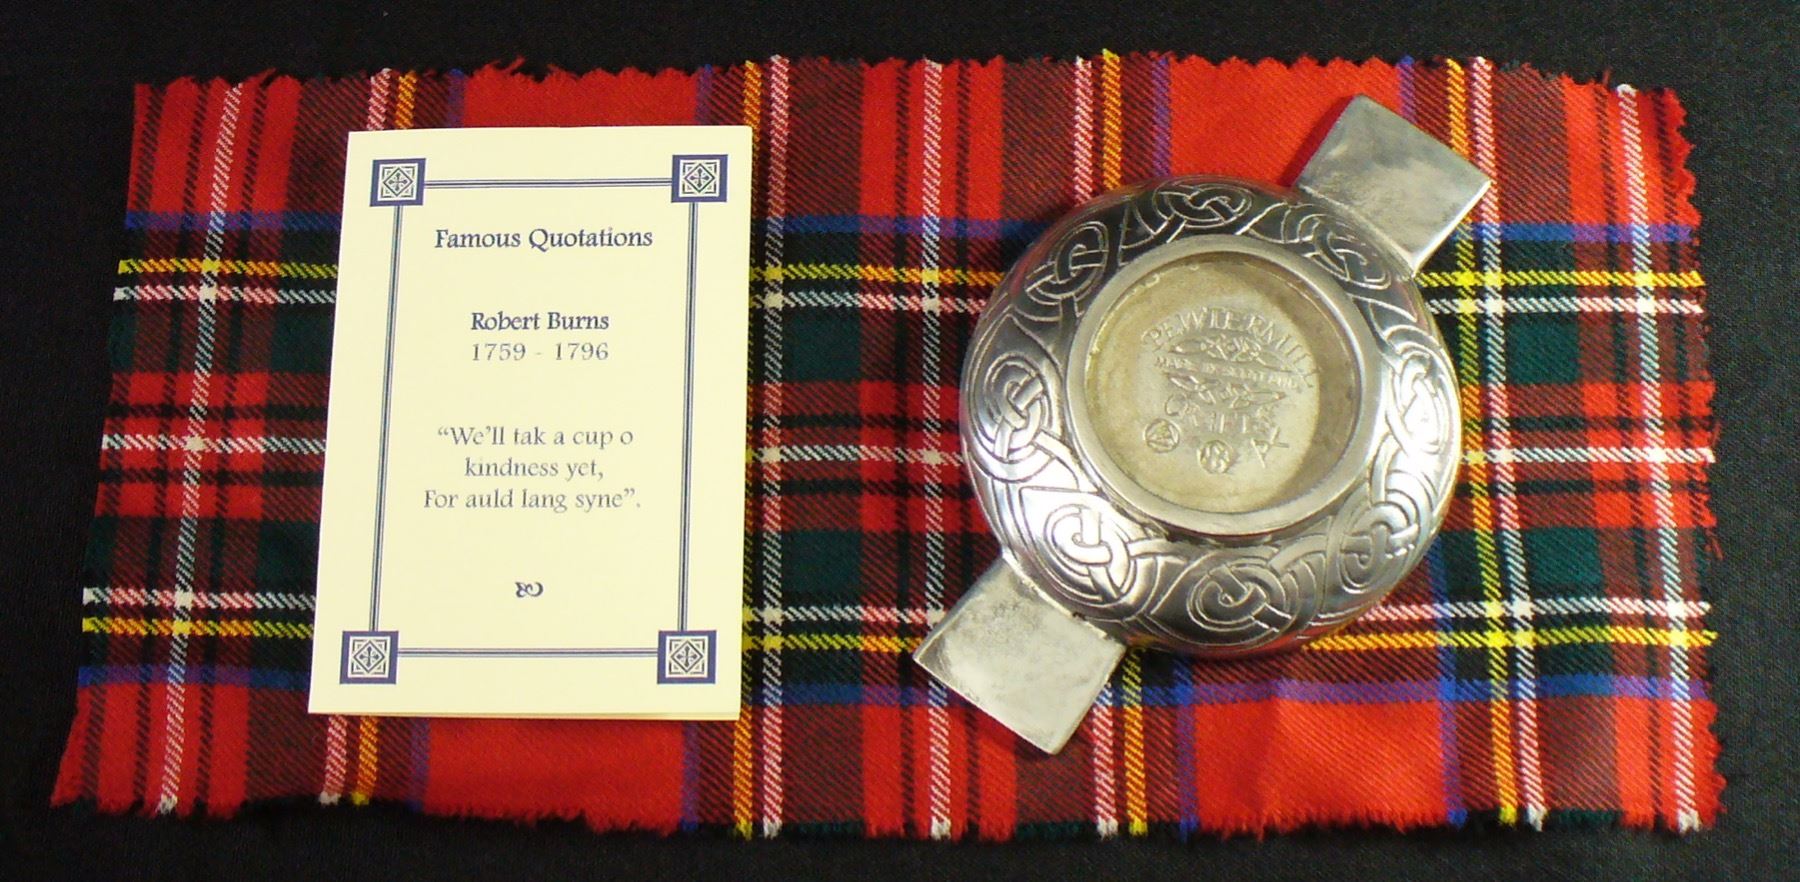 Famous Quotations
Robert Burns
1759 - 1796
“We’ll tak a cup o
kindness yet,
For auld lang syne”.
PEWTERMILL
MADE IN SCOTLAND
CRAFTS